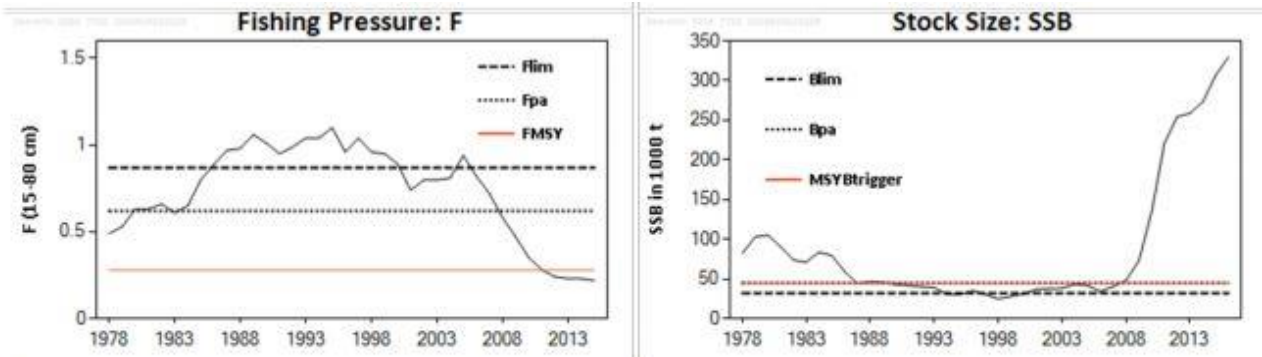 Fishing Pressure: F
1.5
1
0.5
0
F (15-80 cm)
Flim
Fpa
FMSY
1978 1983 1988 1993 1998 2003 2008 2013
Stock Size: SSB
350
300
250
200
150
100
50
0
SSB in 1000 t
Blim
Bpa
MSYBtrigger
1978 1983 1988 1993 1998 2003 2008 2013